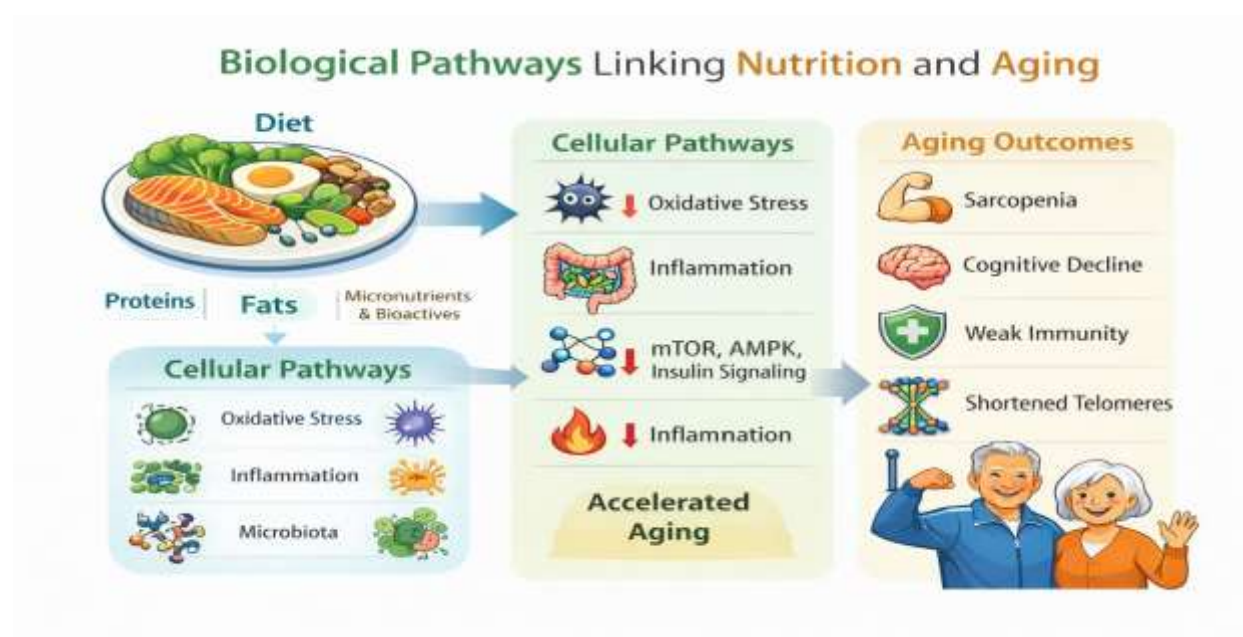 Biological Pathways Linking Nutrition and Aging
Diet
Proteins
Fats
Micronutrients
& Bioactives
Cellular Pathways
Oxidative Stress
Inflammation
Microbiota
Cellular Pathways
Oxidative Stress
Inflammation
mTOR, AMPK,
Insulin Signaling
Inflamnation
Accelerated
Aging
Aging Outcomes
Sarcopenia
Cognitive Decline
Weak Immunity
Shortened Telomeres